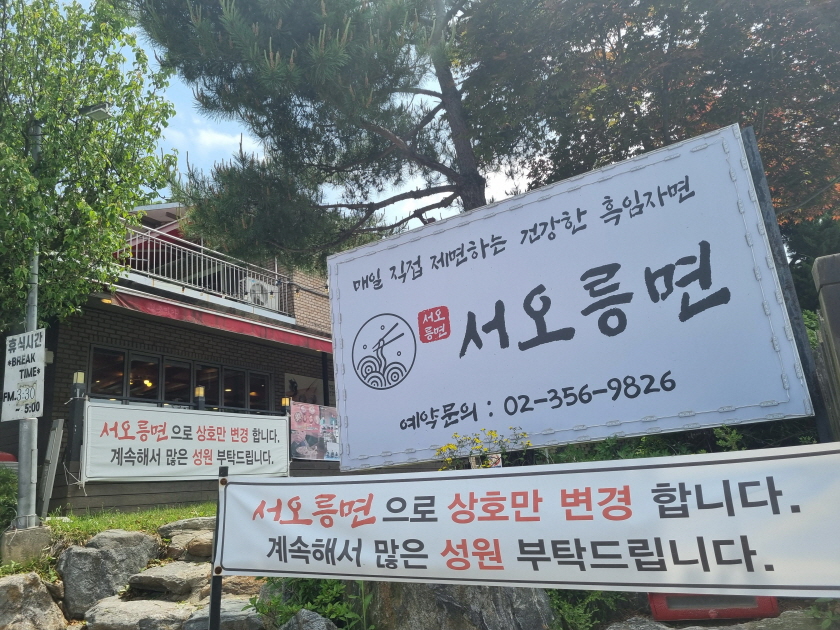 매일 직접 제면하는 건강한 흑임자면
서오
릉면
서오릉면
예약문의 : 02-356-9826
휴식시간
*BREAK
TIME*
PM.3:30
~5:00
서오릉면으로 상호만 변경 합니다.
계속해서 많은 성원 부탁드립니다.
서오릉면으로 상호만 변경 합니다.
계속해서 많은 성원 부탁드립니다.